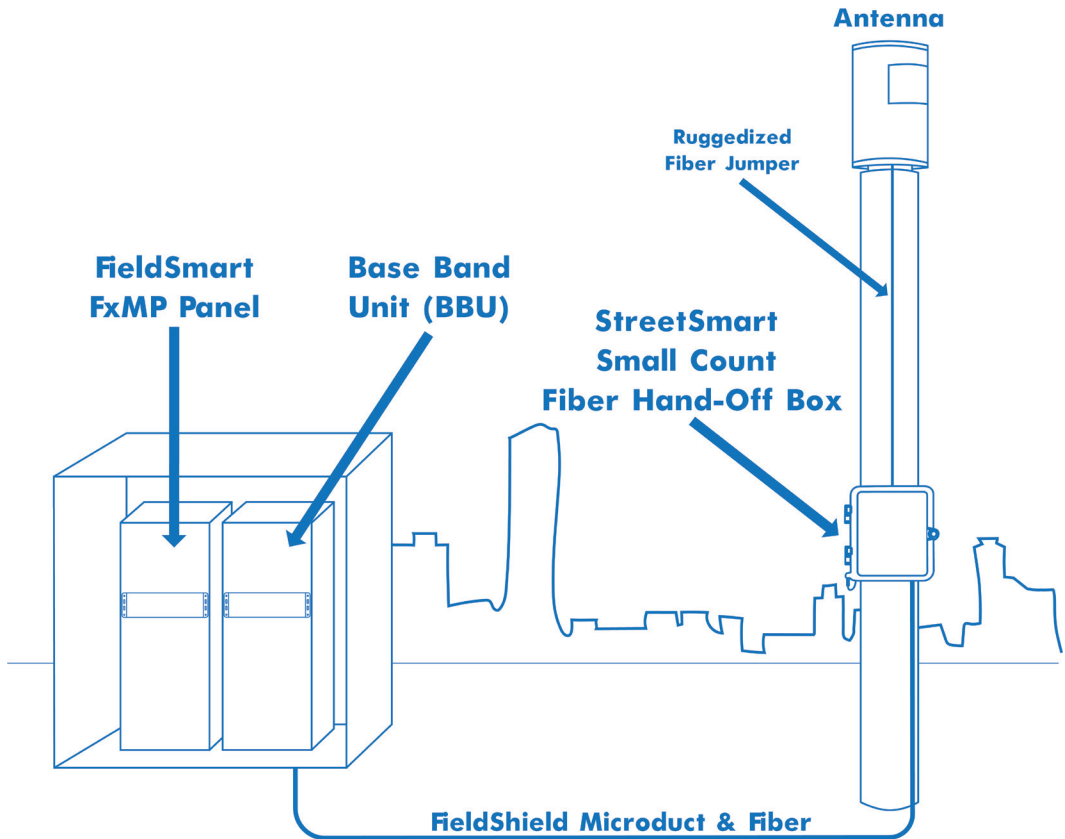 Antenna
Ruggedized
Fiber Jumper
FieldSmart
FxMP Panel
Base Band
Unit (BBU)
StreetSmart
Small Count
Fiber Hand-Off Box
FieldShield Microduct & Fiber